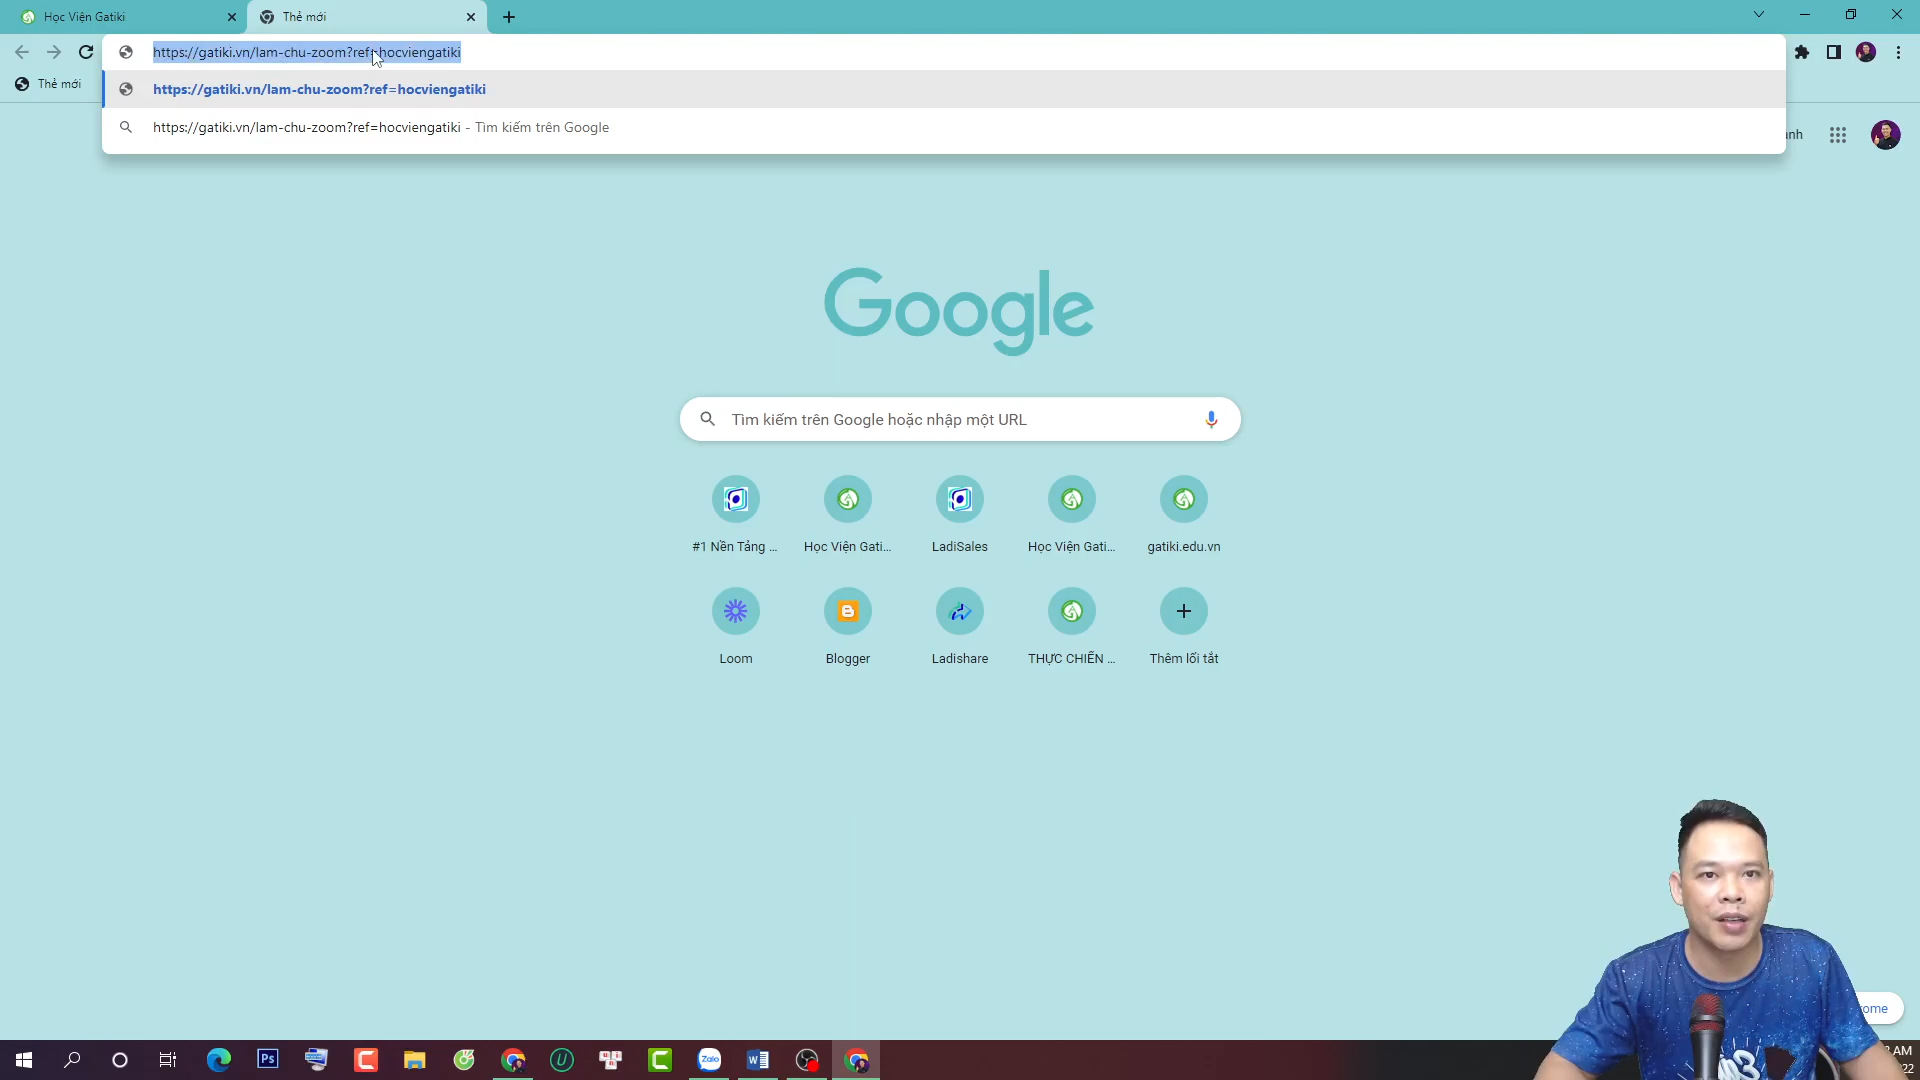 Học Viện Gatiki
Thẻ mới
https://gatiki.vn/lam-chu-zoom?ref=hocviengatiki
Thẻ mới
https://gatiki.vn/lam-chu-zoom?ref=hocviengatiki
https://gatiki.vn/lam-chu-zoom?ref=hocviengatiki - Tìm kiếm trên Google
Google
Tìm kiếm trên Google hoặc nhập một URL
#1 Nền Tảng ...
Học Viện Gati...
LadiSales
Học Viện Gati...
gatiki.edu.vn
Loom
Blogger
Ladishare
THỰC CHIẾN ...
Thêm lối tắt
Ps
Zalo
AM